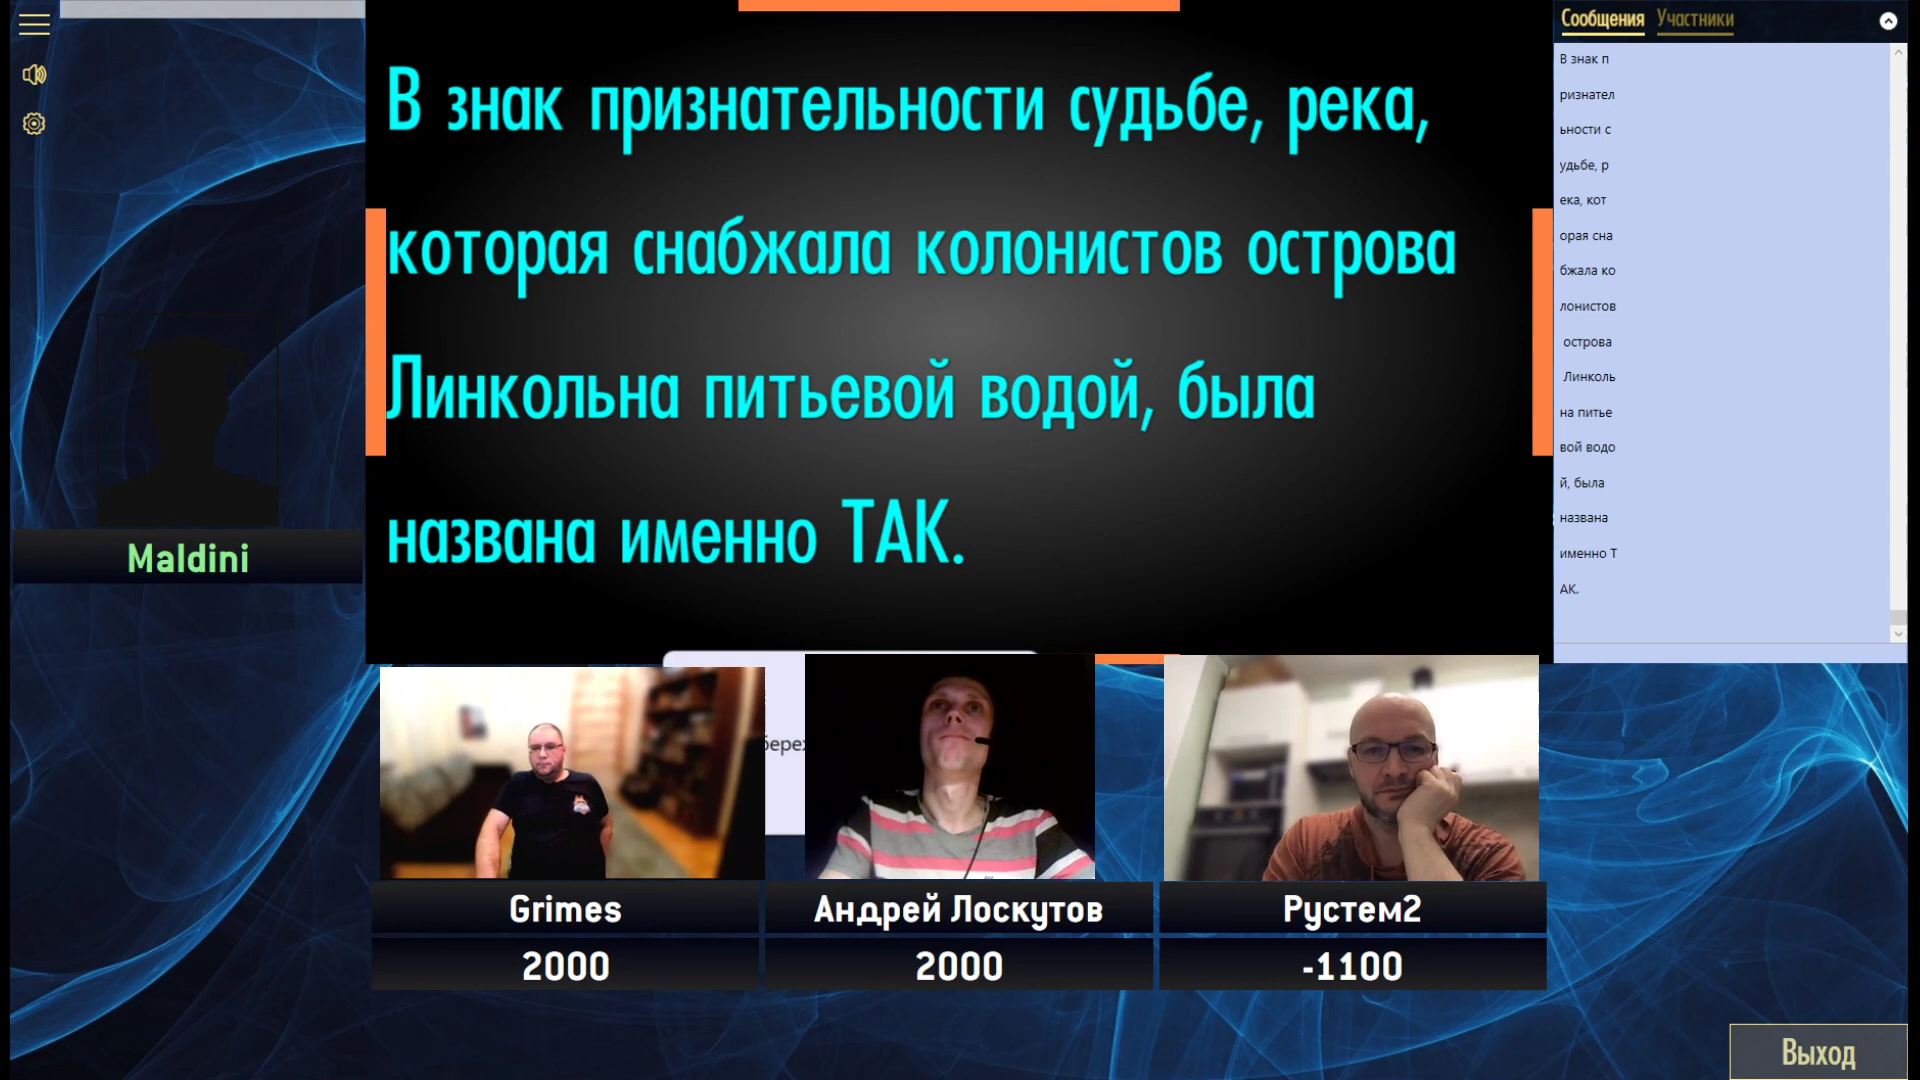 В знак признательности судьбе, река,
которая снабжала колонистов острова
Линкольна питьевой водой, была
названа именно ТАК.
Сообщения Участники
В знак п
ризнател
ьности с
удьбе, р
ека, кот
орая сна
бжала ко
лонистов
острова
Линколь
на питье
вой водо
й, была
названа
именно Т
АК.
Maldini
Grimes
2000
Андрей Лоскутов
2000
Рустем2
-1100
Выход